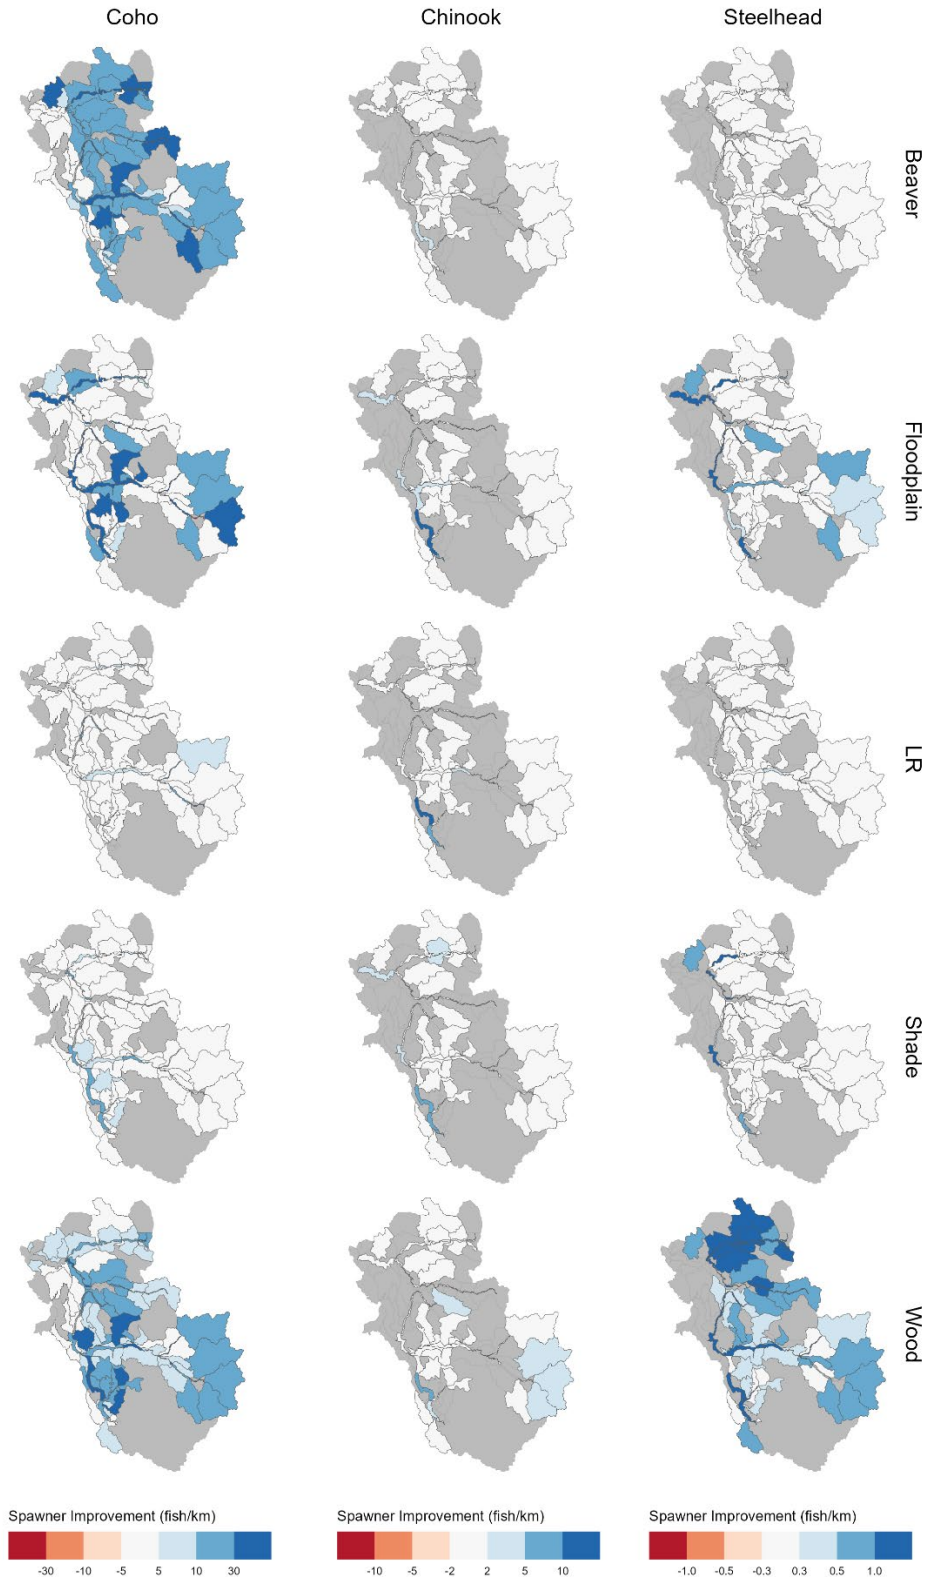 Coho Chinook Steelhead
Beaver
Floodplain
LR
Shade
Wood
Spawner Improvement (fish/km) Spawner Improvement (fish/km) Spawner Improvement (fish/km)
-30 -10 -5 5 10 30 -10 -5 -2 2 5 10 -1.0 -0.5 -0.3 0.3 0.5 1.0